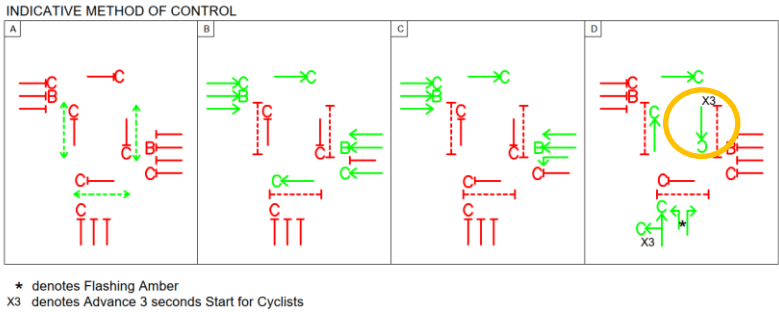 INDICATIVE METHOD OF CONTROL
A B C D
C C C C C C C C
B B B B X3
C C C C
C B C B C B C B
C C C C
C C C C
C C C C
C *
X3
* denotes Flashing Amber
X3 denotes Advance 3 seconds Start for Cyclists